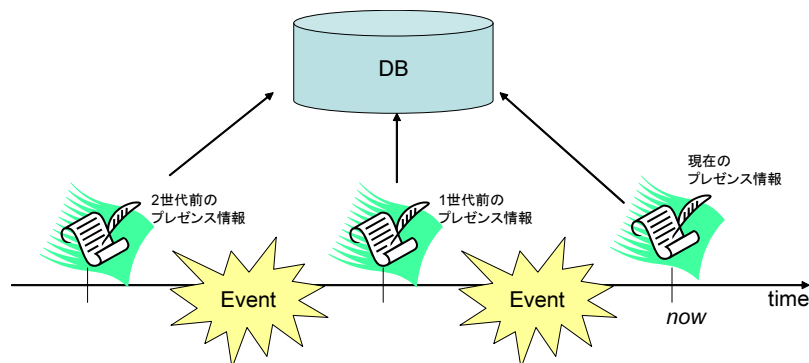 DB
2世代前の
プレゼンス情報
1世代前の
プレゼンス情報
現在の
プレゼンス情報
Event
Event
now
time